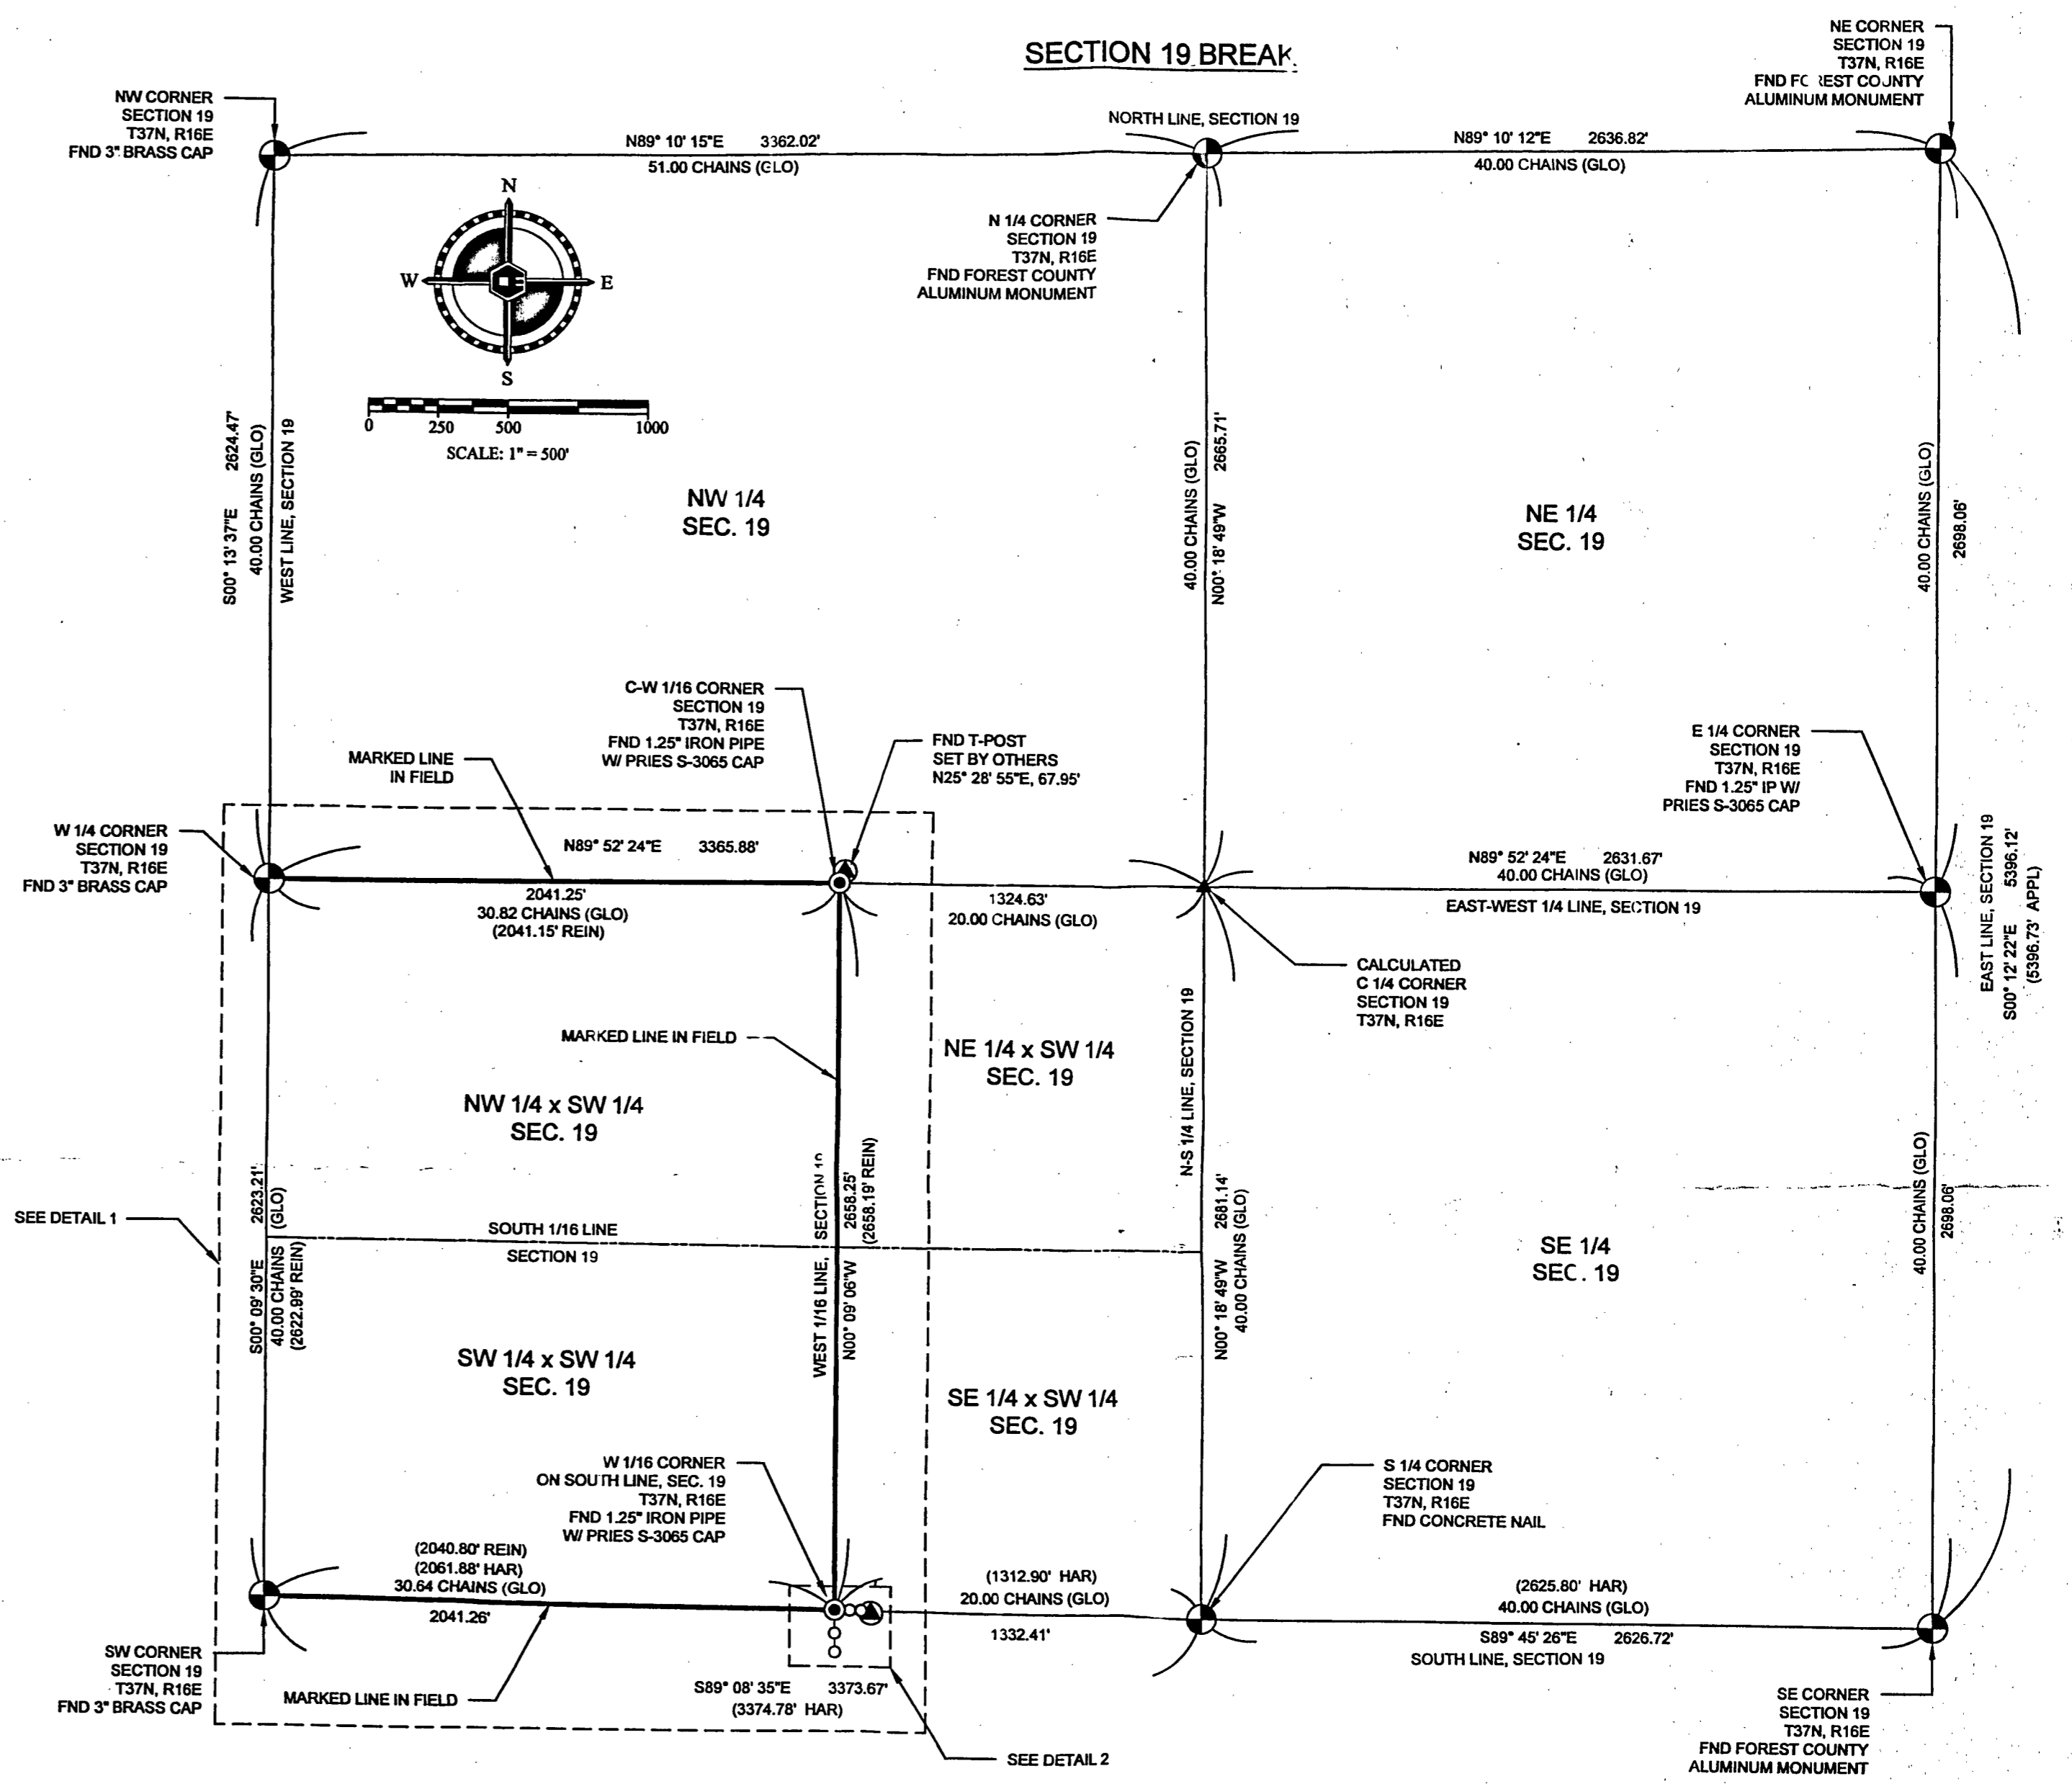 SECTION 19 BREAK
NE CORNER
SECTION 19
T37N, R16E
FND FOREST COUNTY
ALUMINUM MONUMENT
NW CORNER
SECTION 19
T37N, R16E
FND 3" BRASS CAP
NORTH LINE, SECTION 19
N89° 10' 15"E 3362.02'
51.00 CHAINS (GLO)
N89° 10' 12"E 2636.82'
40.00 CHAINS (GLO)
N
W
E
S
N 1/4 CORNER
SECTION 19
T37N, R16E
FND FOREST COUNTY
ALUMINUM MONUMENT
0 250 500 1000
SCALE: 1" = 500'
S00° 13' 37"E 2624.47'
40.00 CHAINS (GLO)
WEST LINE, SECTION 19
NW 1/4
SEC. 19
40.00 CHAINS (GLO)
N00° 18' 49"W 2665.71'
NE 1/4
SEC. 19
40.00 CHAINS (GLO)
2698.06'
C-W 1/16 CORNER
SECTION 19
T37N, R16E
FND 1.25" IRON PIPE
W/ PRIES S-3065 CAP
FND T-POST
SET BY OTHERS
N25° 28' 55"E, 67.95'
MARKED LINE
IN FIELD
E 1/4 CORNER
SECTION 19
T37N, R16E
FND 1.25" IP W/
PRIES S-3065 CAP
W 1/4 CORNER
SECTION 19
T37N, R16E
FND 3" BRASS CAP
N89° 52' 24"E 3365.88'
2041.25'
30.82 CHAINS (GLO)
(2041.15' REIN)
1324.63'
20.00 CHAINS (GLO)
N89° 52' 24"E 2631.67'
40.00 CHAINS (GLO)
EAST-WEST 1/4 LINE, SECTION 19
EAST LINE, SECTION 19
S00° 12' 22"E 5396.12'
(5396.73' APPL)
CALCULATED
C 1/4 CORNER
SECTION 19
T37N, R16E
MARKED LINE IN FIELD
NE 1/4 x SW 1/4
SEC. 19
N-S 1/4 LINE, SECTION 19
NW 1/4 x SW 1/4
SEC. 19
SEE DETAIL 1
S00° 09' 30"E 2623.21'
40.00 CHAINS (GLO)
(2622.99' REIN)
SOUTH 1/16 LINE
SECTION 19
WEST 1/16 LINE, SECTION 19
N00° 09' 06"W 2658.25'
(2658.19' REIN)
N00° 18' 49"W 2681.14'
40.00 CHAINS (GLO)
SE 1/4
SEC. 19
40.00 CHAINS (GLO)
2698.06'
SW 1/4 x SW 1/4
SEC. 19
SE 1/4 x SW 1/4
SEC. 19
W 1/16 CORNER
ON SOUTH LINE, SEC. 19
T37N, R16E
FND 1.25" IRON PIPE
W/ PRIES S-3065 CAP
S 1/4 CORNER
SECTION 19
T37N, R16E
FND CONCRETE NAIL
(2040.80' REIN)
(2061.88' HAR)
30.64 CHAINS (GLO)
2041.26'
(1312.90' HAR)
20.00 CHAINS (GLO)
1332.41'
(2625.80' HAR)
40.00 CHAINS (GLO)
S89° 45' 26"E 2626.72'
SOUTH LINE, SECTION 19
SW CORNER
SECTION 19
T37N, R16E
FND 3" BRASS CAP
MARKED LINE IN FIELD
S89° 08' 35"E 3373.67'
(3374.78' HAR)
SEE DETAIL 2
SE CORNER
SECTION 19
T37N, R16E
FND FOREST COUNTY
ALUMINUM MONUMENT